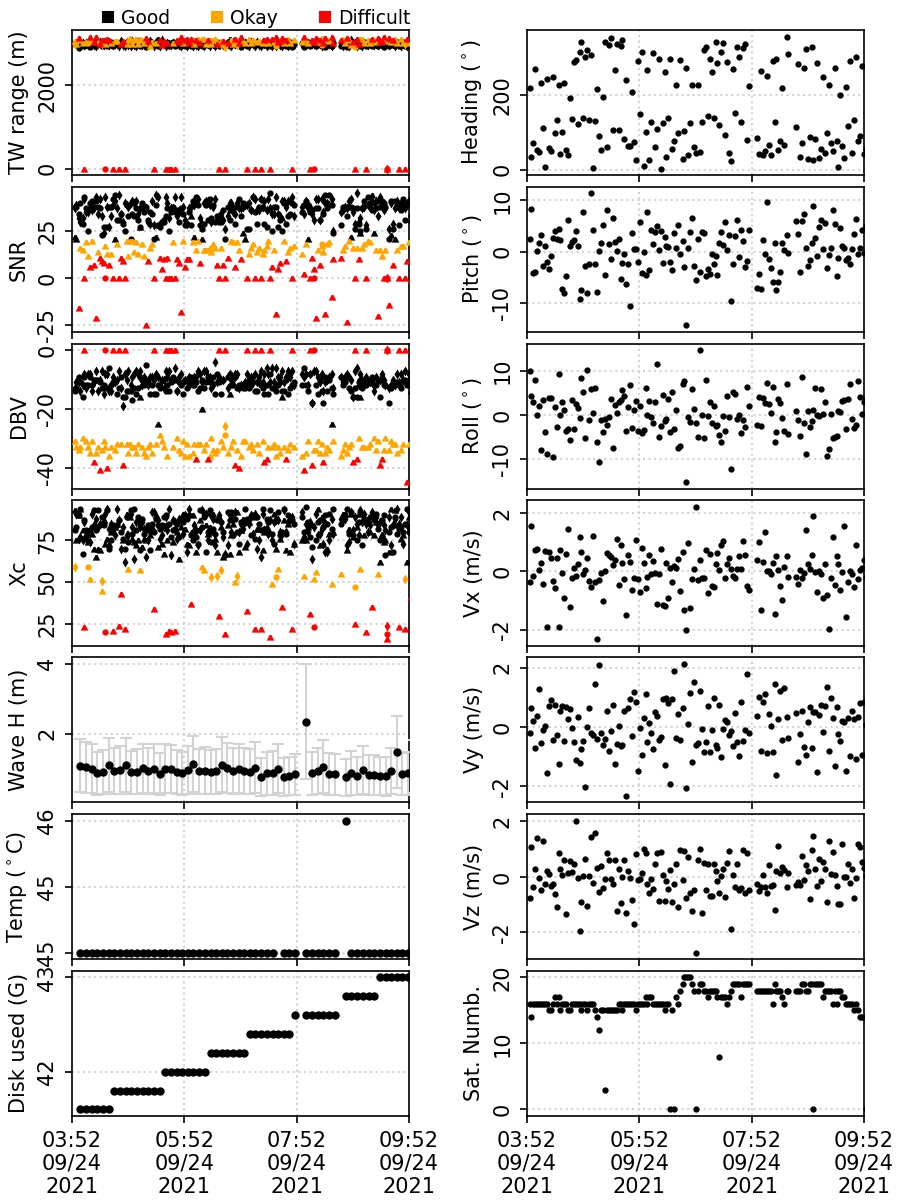 Good Okay Difficult
TW range (m)
2000
0
SNR
25
0
-25
DBV
0
-20
-40
Xc
75
50
25
Wave H (m)
4
2
Temp (°C)
46
45
45
Disk used (G)
43
42
03:52 05:52 07:52 09:52
09/24 09/24 09/24 09/24
2021 2021 2021 2021
Heading (°)
200
0
Pitch (°)
10
0
-10
Roll (°)
10
0
-10
Vx (m/s)
2
0
-2
Vy (m/s)
2
0
-2
Vz (m/s)
2
0
-2
Sat. Numb.
20
10
0
03:52 05:52 07:52 09:52
09/24 09/24 09/24 09/24
2021 2021 2021 2021